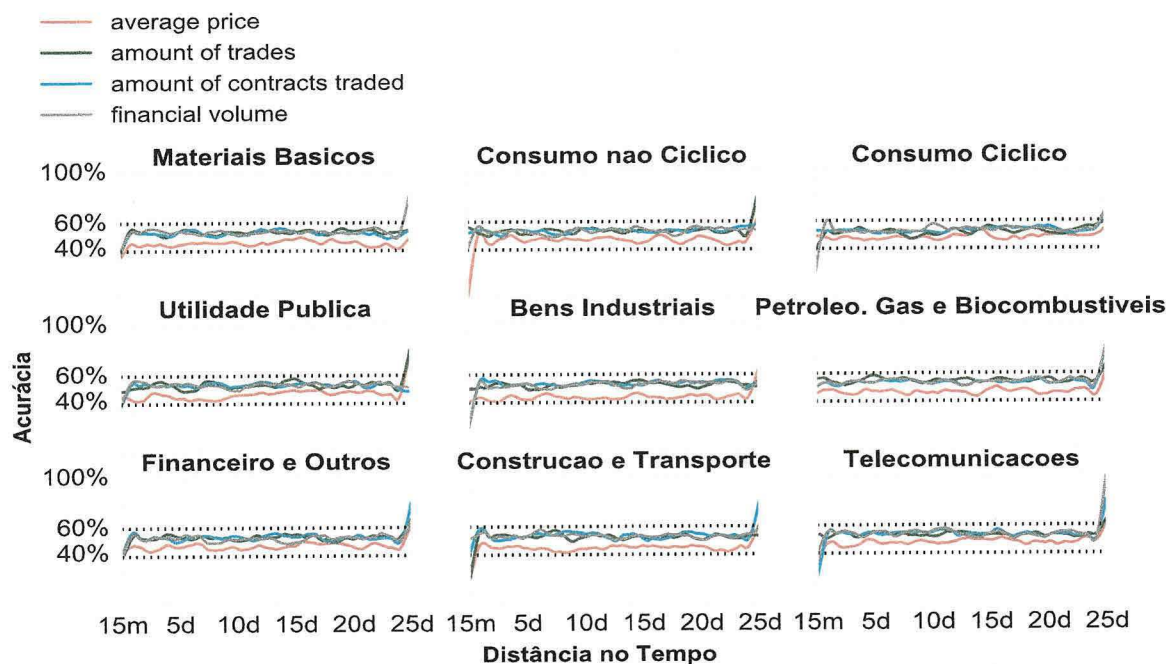 average price
amount of trades
amount of contracts traded
financial volume
Materiais Basicos
Consumo nao Ciclico
Consumo Ciclico
100%
60%
40%
Utilidade Publica
Bens Industriais
Petroleo. Gas e Biocombustiveis
100%
60%
40%
Acurácia
Financeiro e Outros
Construcao e Transporte
Telecomunicacoes
100%
60%
40%
15m 5d 10d 15d 20d 25d 15m 5d 10d 15d 20d 25d 15m 5d 10d 15d 20d 25d
Distância no Tempo